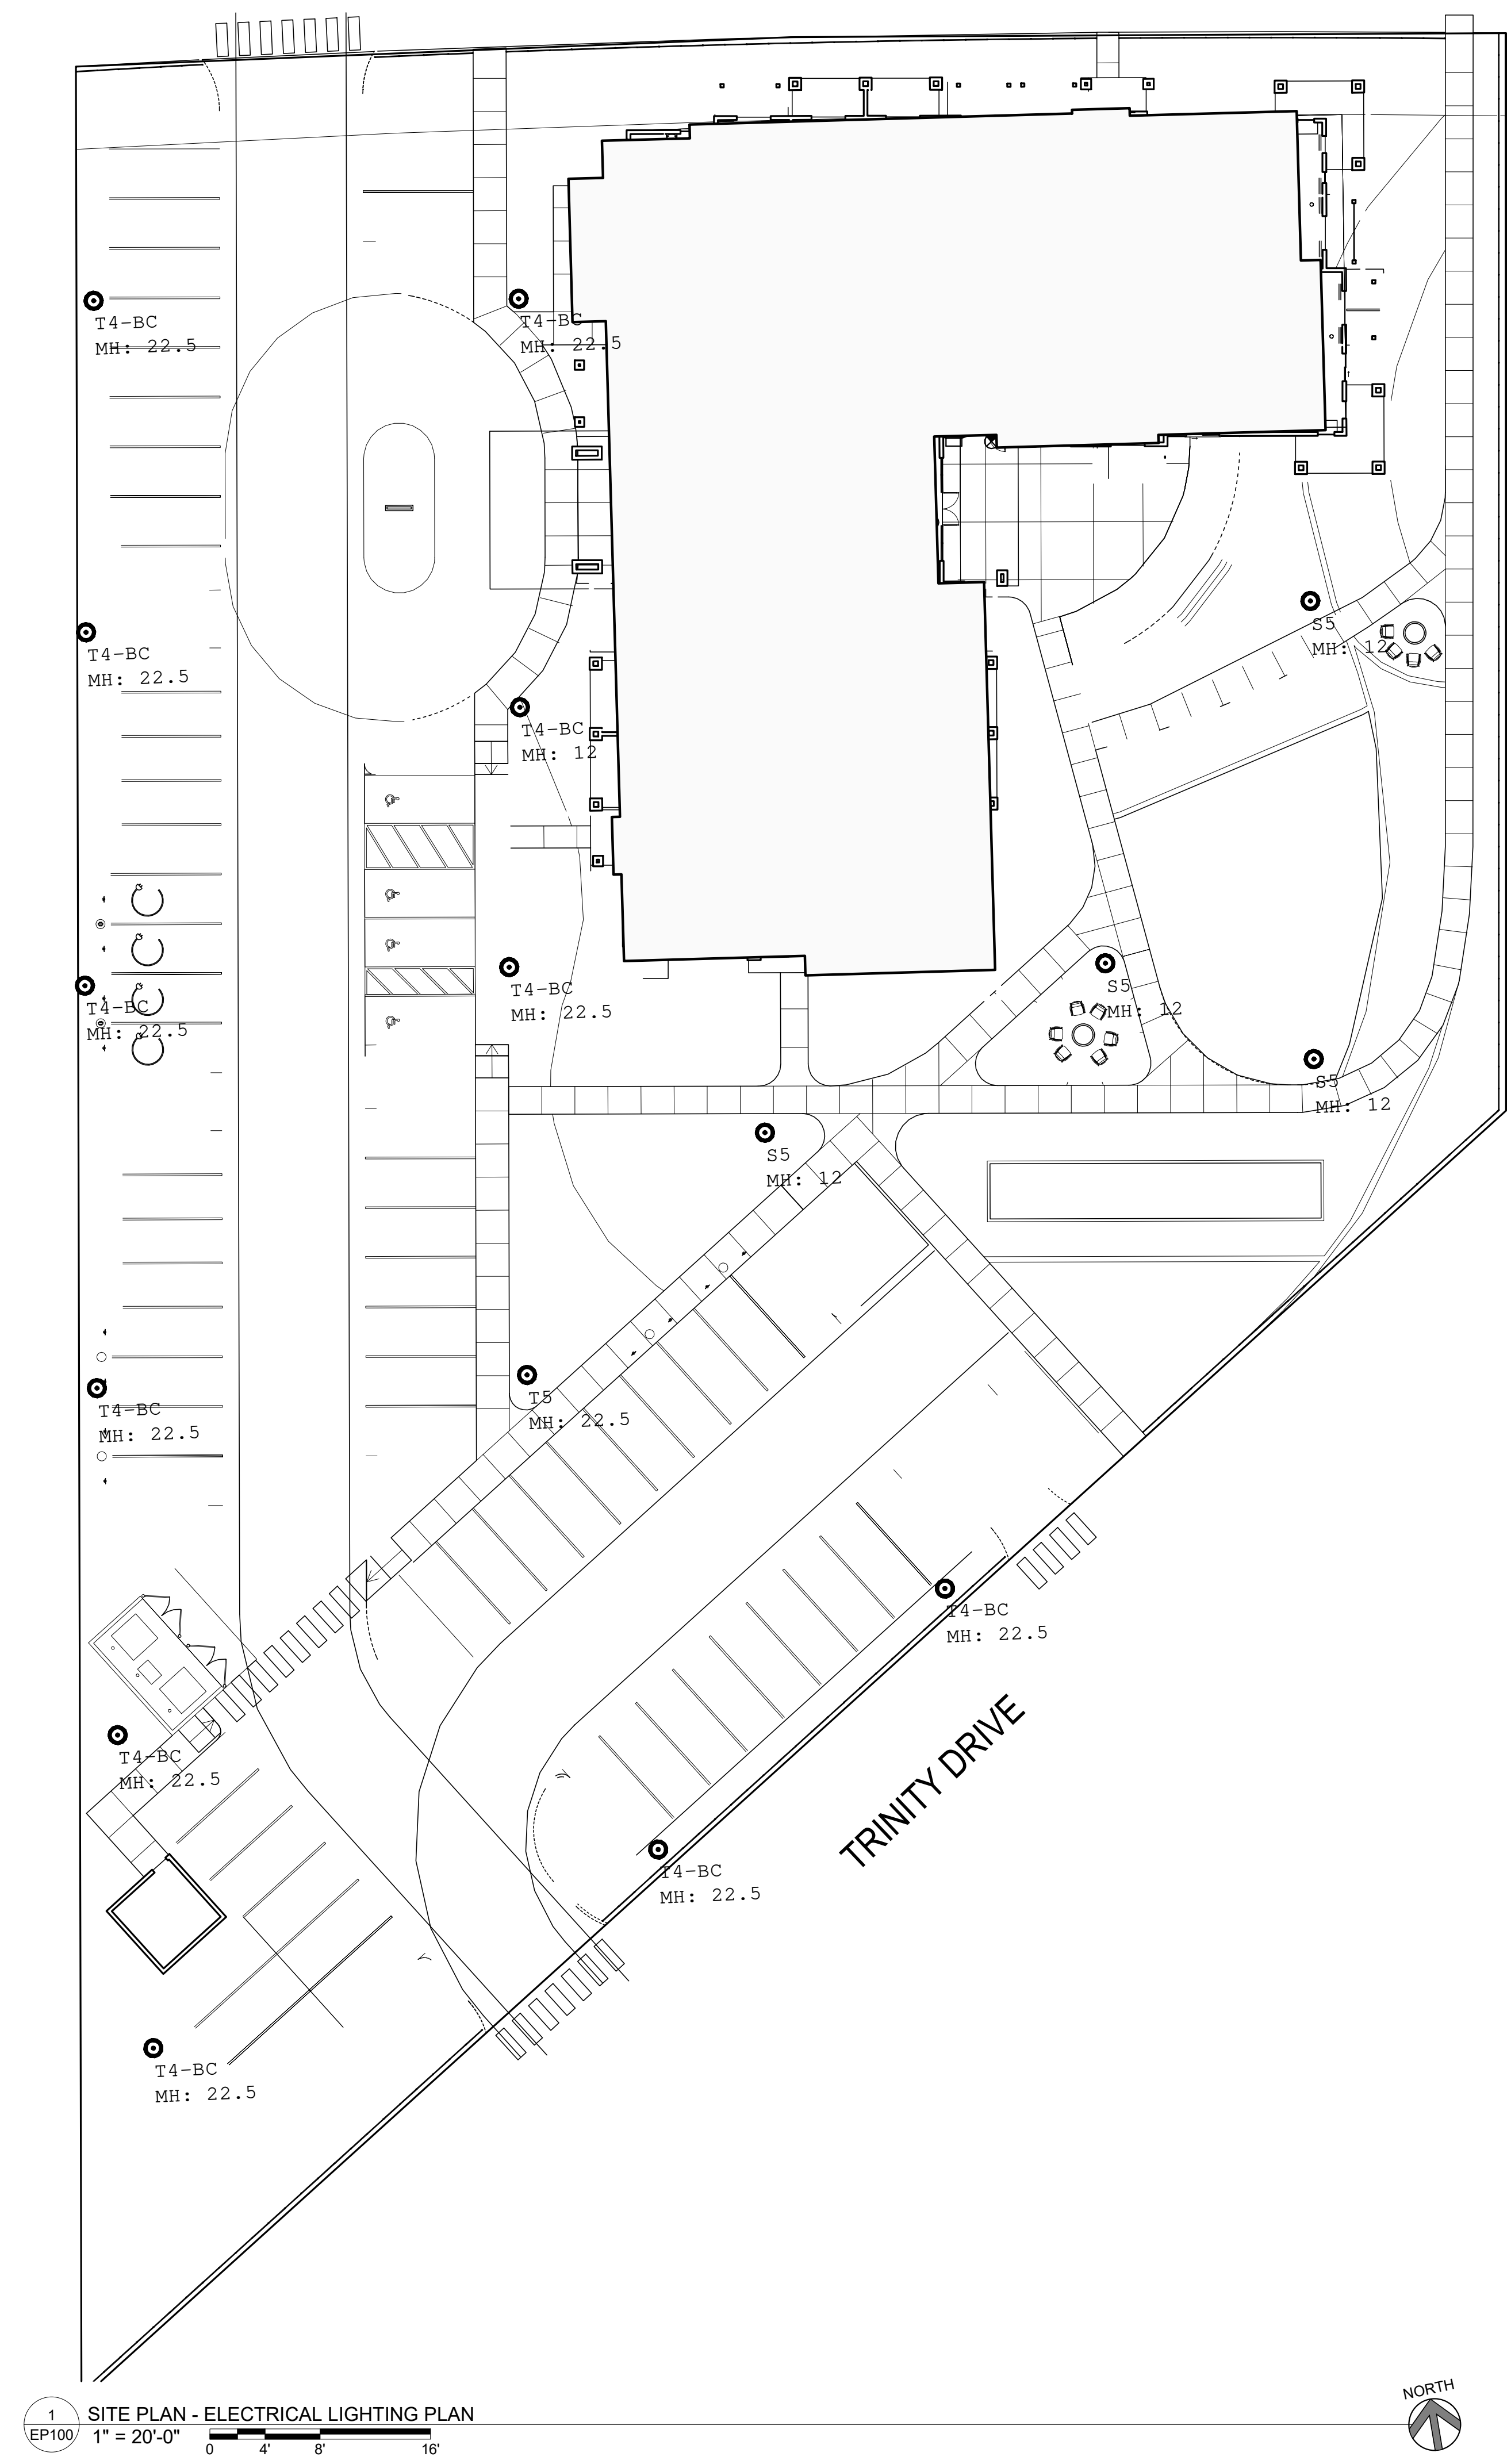 T4-BC
MH: 22.5
T4-BC
MH: 22.5
S5
MH: 12
T4-BC
MH: 22.5
T4-BC
MH: 12
S5
MH: 12
T4-BC
MH: 22.5
T4-BC
MH: 22.5
S5
MH: 12
S5
MH: 12
T5
MH: 22.5
T4-BC
MH: 22.5
T4-BC
MH: 22.5
TRINITY DRIVE
T4-BC
MH: 22.5
T4-BC
MH: 22.5
T4-BC
MH: 22.5
NORTH
1
EP100
SITE PLAN - ELECTRICAL LIGHTING PLAN
1" = 20'-0"
0 4' 8' 16'